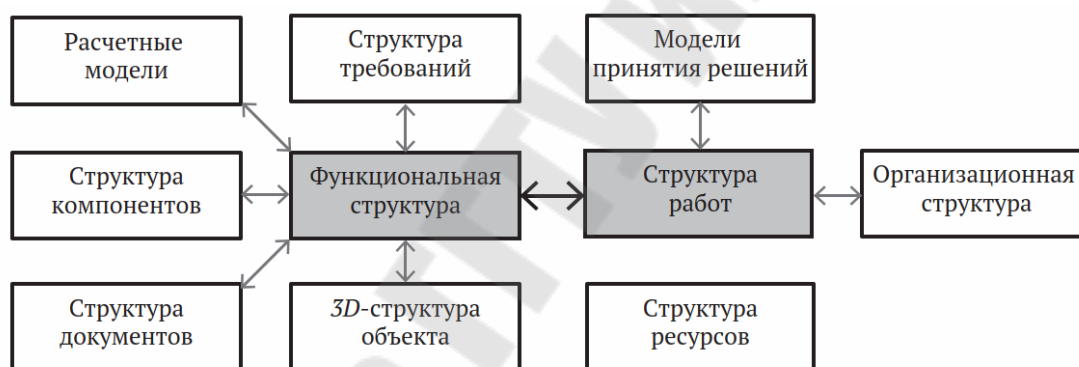 Расчетные
модели
Структура
требований
Модели
принятия решений
Структура
компонентов
Функциональная
структура
Структура
работ
Организационная
структура
Структура
документов
3D-структура
объекта
Структура
ресурсов